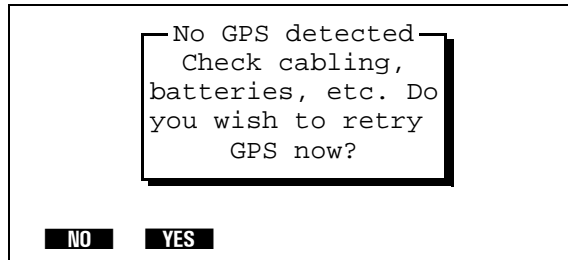 No GPS detected
Check cabling,
batteries, etc. Do
you wish to retry
GPS now?
NO YES